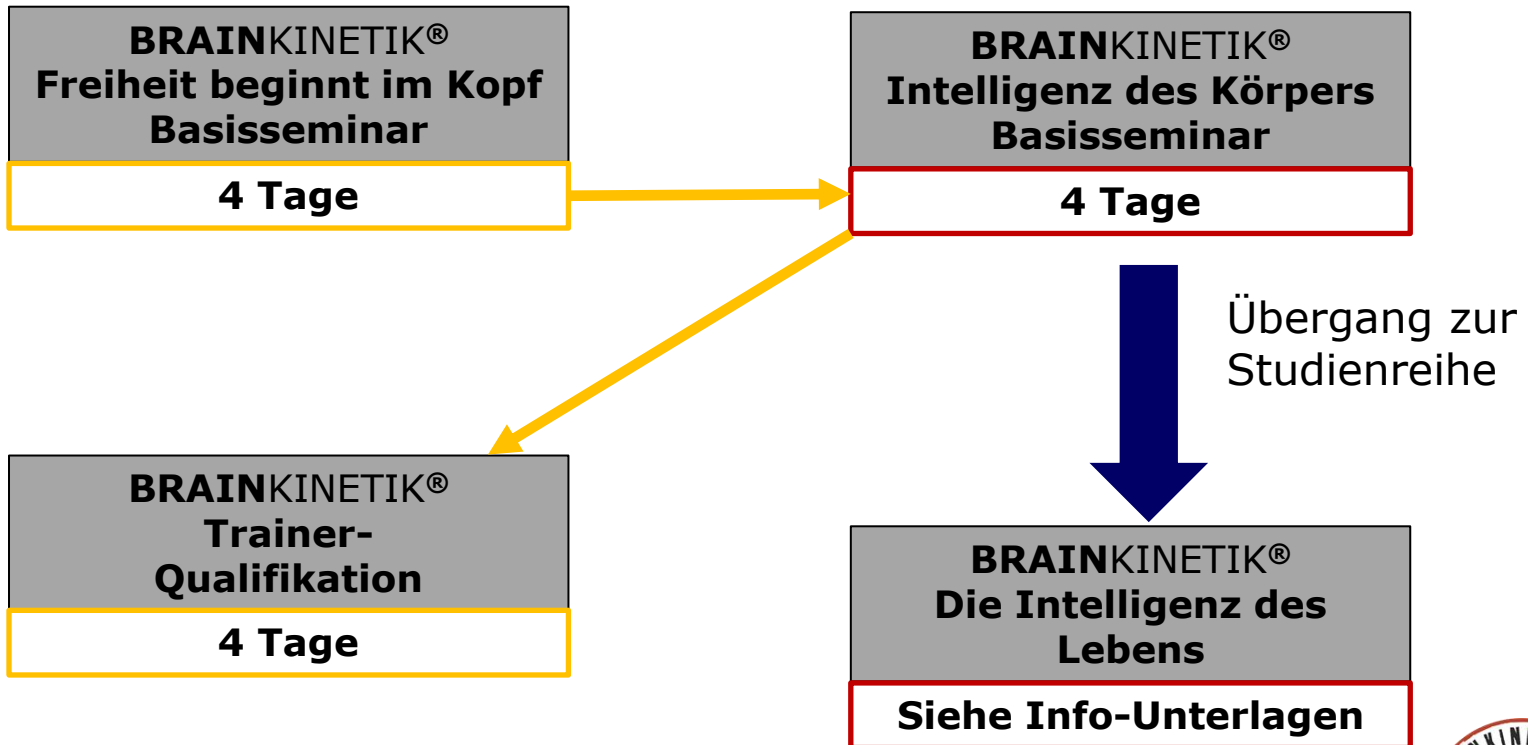 BRAINKINETIK®
Freiheit beginnt im Kopf
Basisseminar
4 Tage
BRAINKINETIK®
Intelligenz des Körpers
Basisseminar
4 Tage
Übergang zur
Studienreihe
BRAINKINETIK®
Trainer-
Qualifikation
4 Tage
BRAINKINETIK®
Die Intelligenz des
Lebens
Siehe Info-Unterlagen